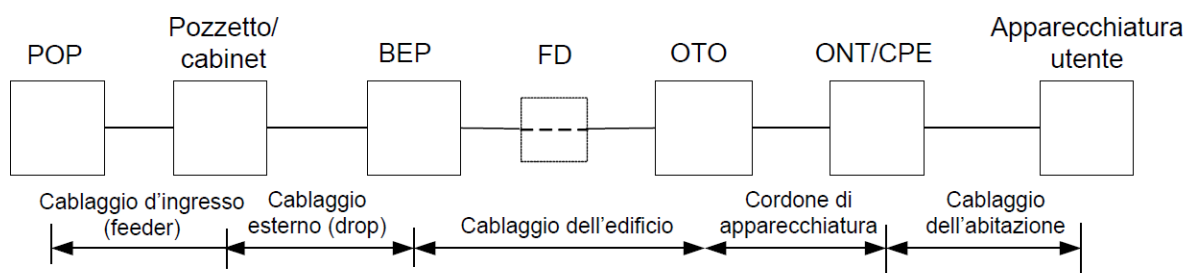 POP
Pozzetto/
cabinet
BEP
FD
OTO
ONT/CPE
Apparecchiatura
utente
Cablaggio d'ingresso
(feeder)
Cablaggio
esterno (drop)
Cablaggio dell'edificio
Cordone di
apparecchiatura
Cablaggio
dell'abitazione